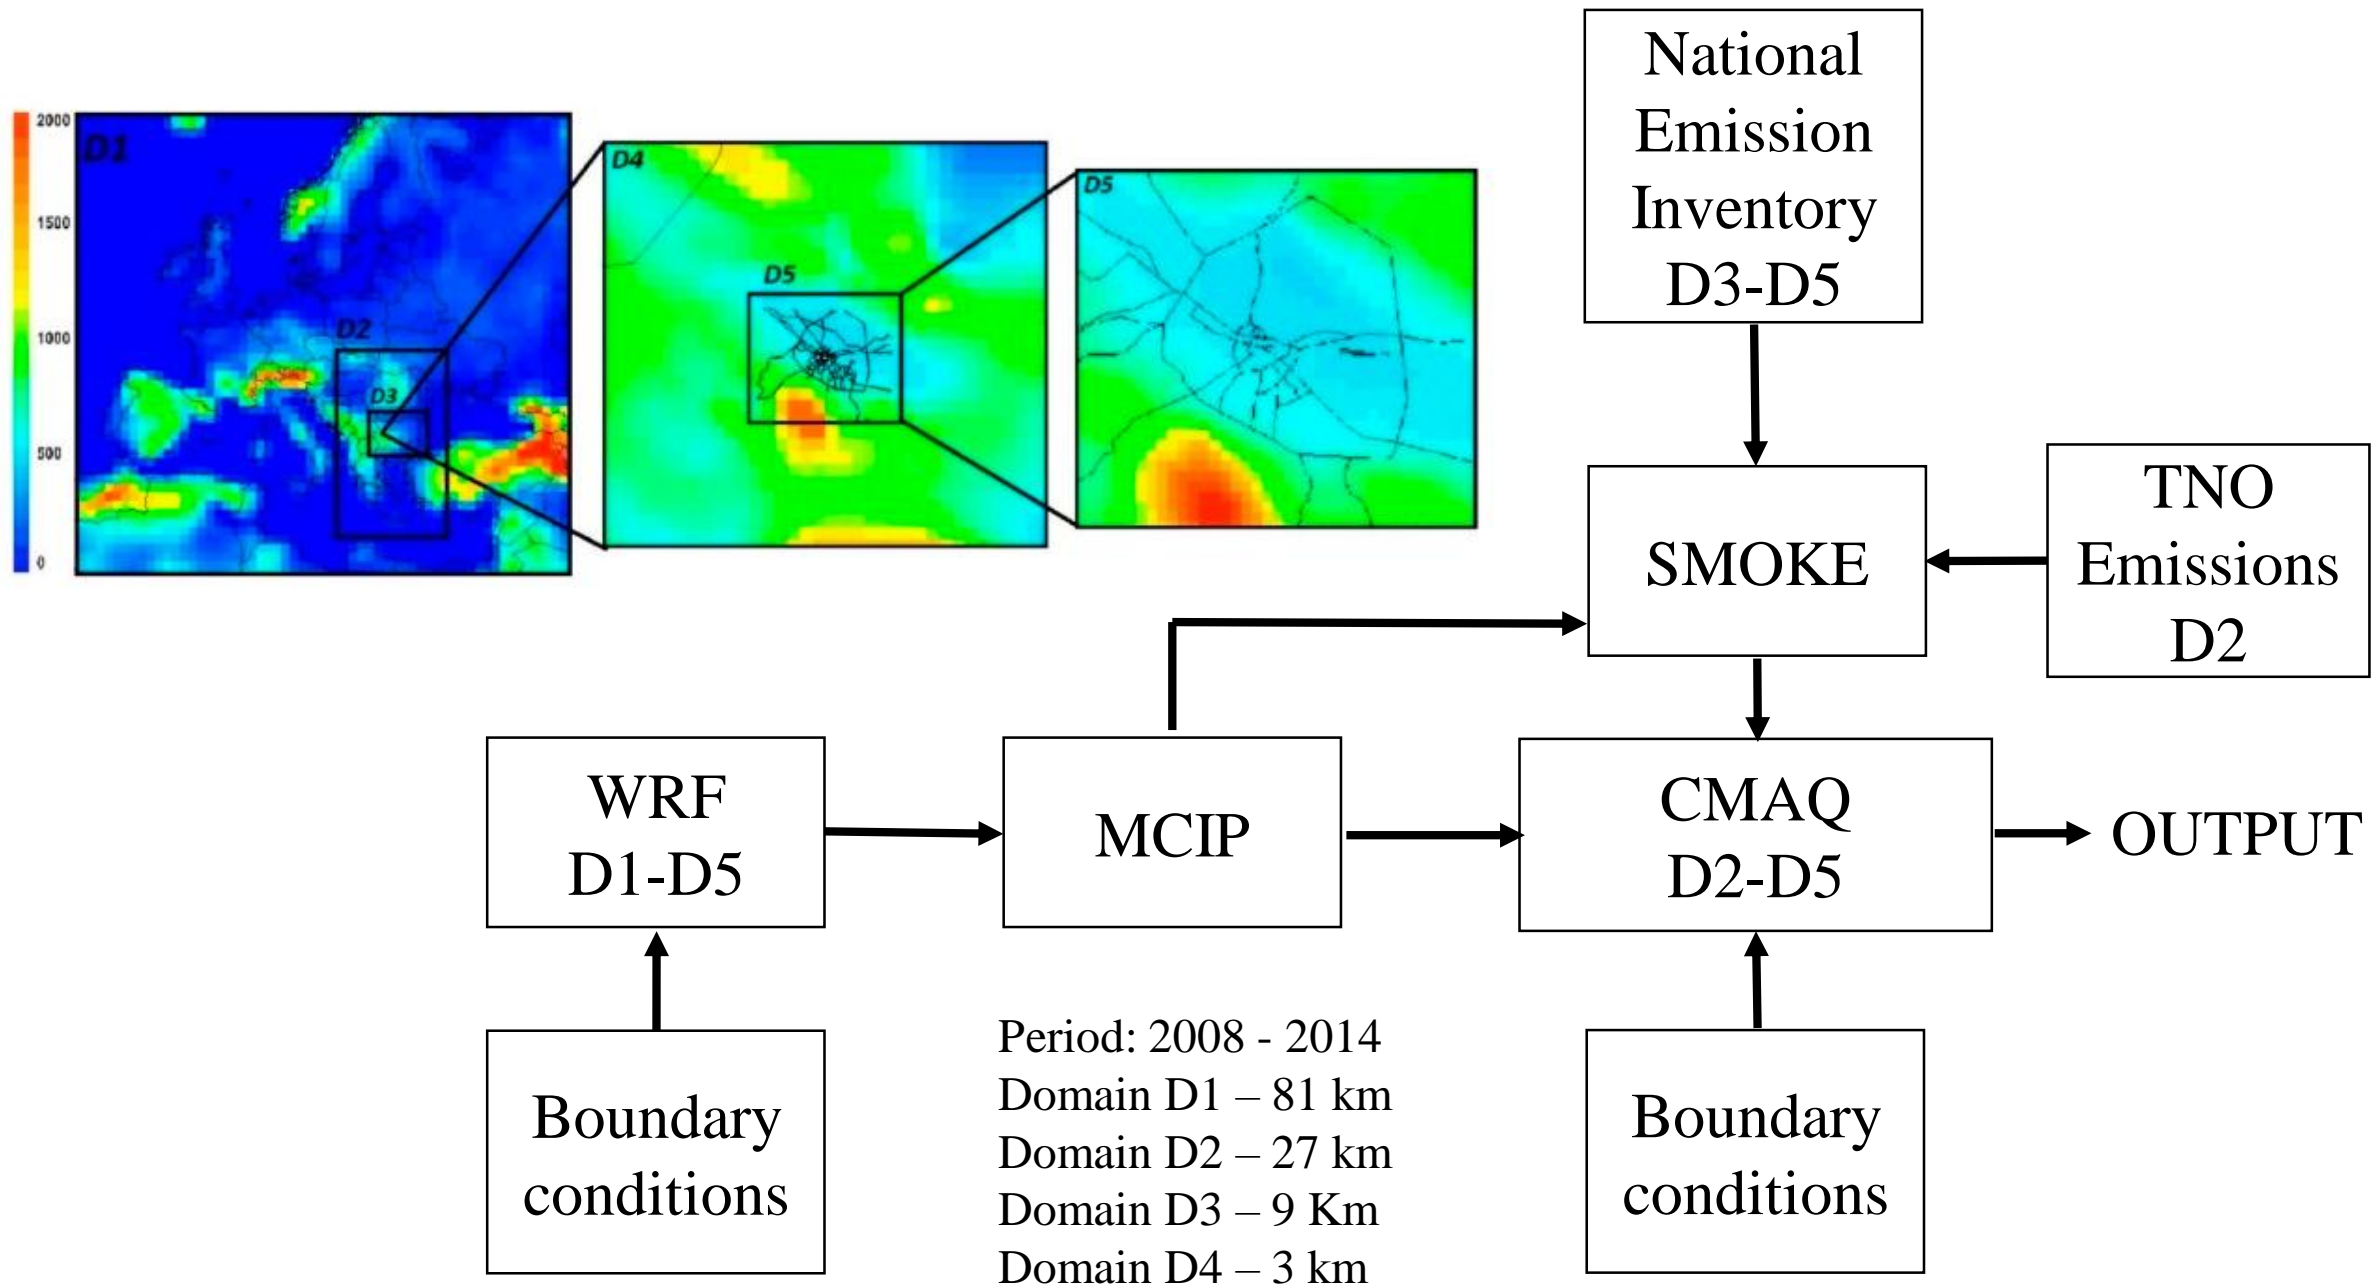 National
Emission
Inventory
D3-D5
2000
1500
1000
500
0
D1
D2
D3
D4
D5
D5
SMOKE
TNO
Emissions
D2
WRF
D1-D5
MCIP
CMAQ
D2-D5
OUTPUT
Boundary
conditions
Period: 2008 - 2014
Domain D1 – 81 km
Domain D2 – 27 km
Domain D3 – 9 Km
Domain D4 – 3 km
Boundary
conditions